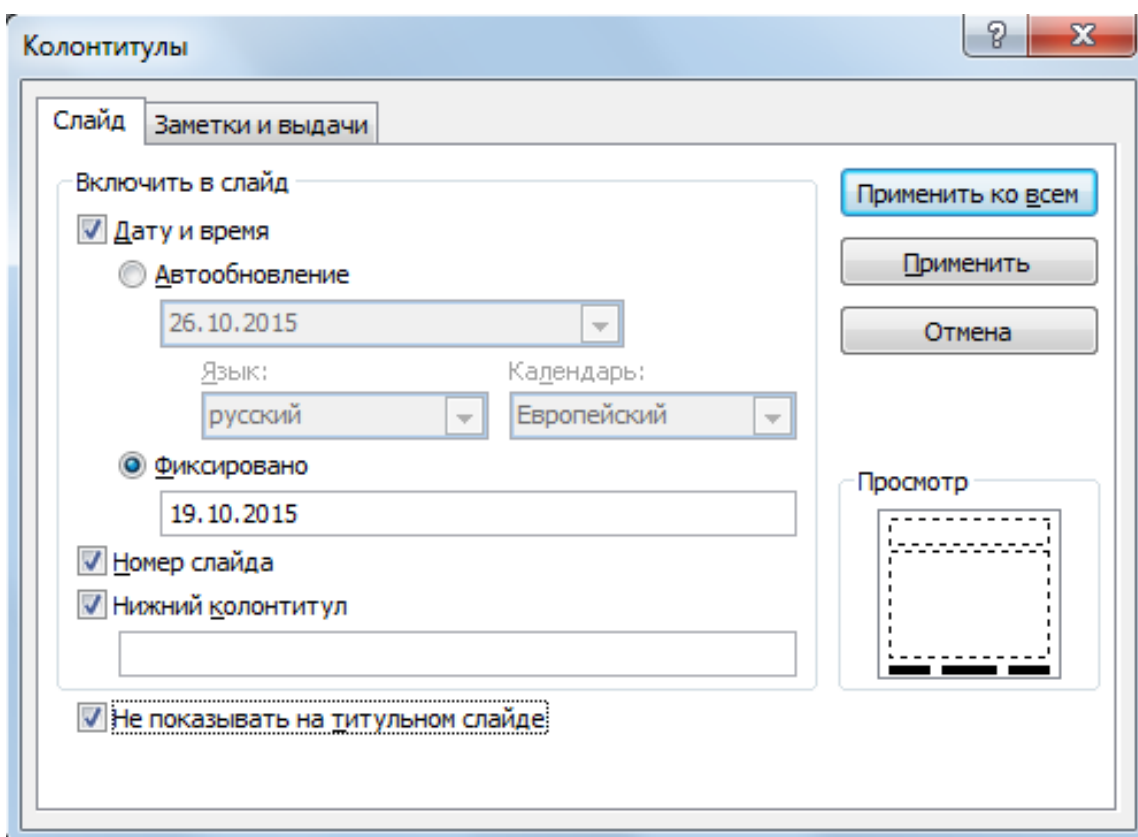 Колонтитулы
Слайд
Заметки и выдачи
Включить в слайд
Дату и время
Автообновление
26.10.2015
Язык:
Календарь:
русский
Европейский
Фиксировано
19.10.2015
Номер слайда
Нижний колонтитул
Не показывать на титульном слайде
Применить ко всем
Применить
Отмена
Просмотр